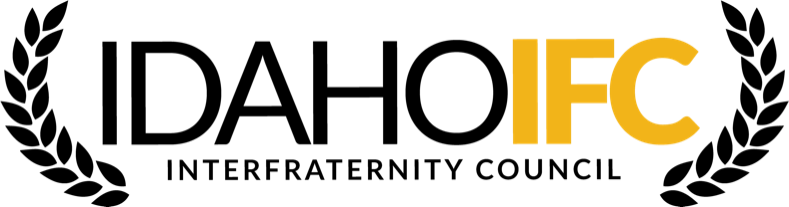 IDAHOIFC
INTERFRATERNITY COUNCIL